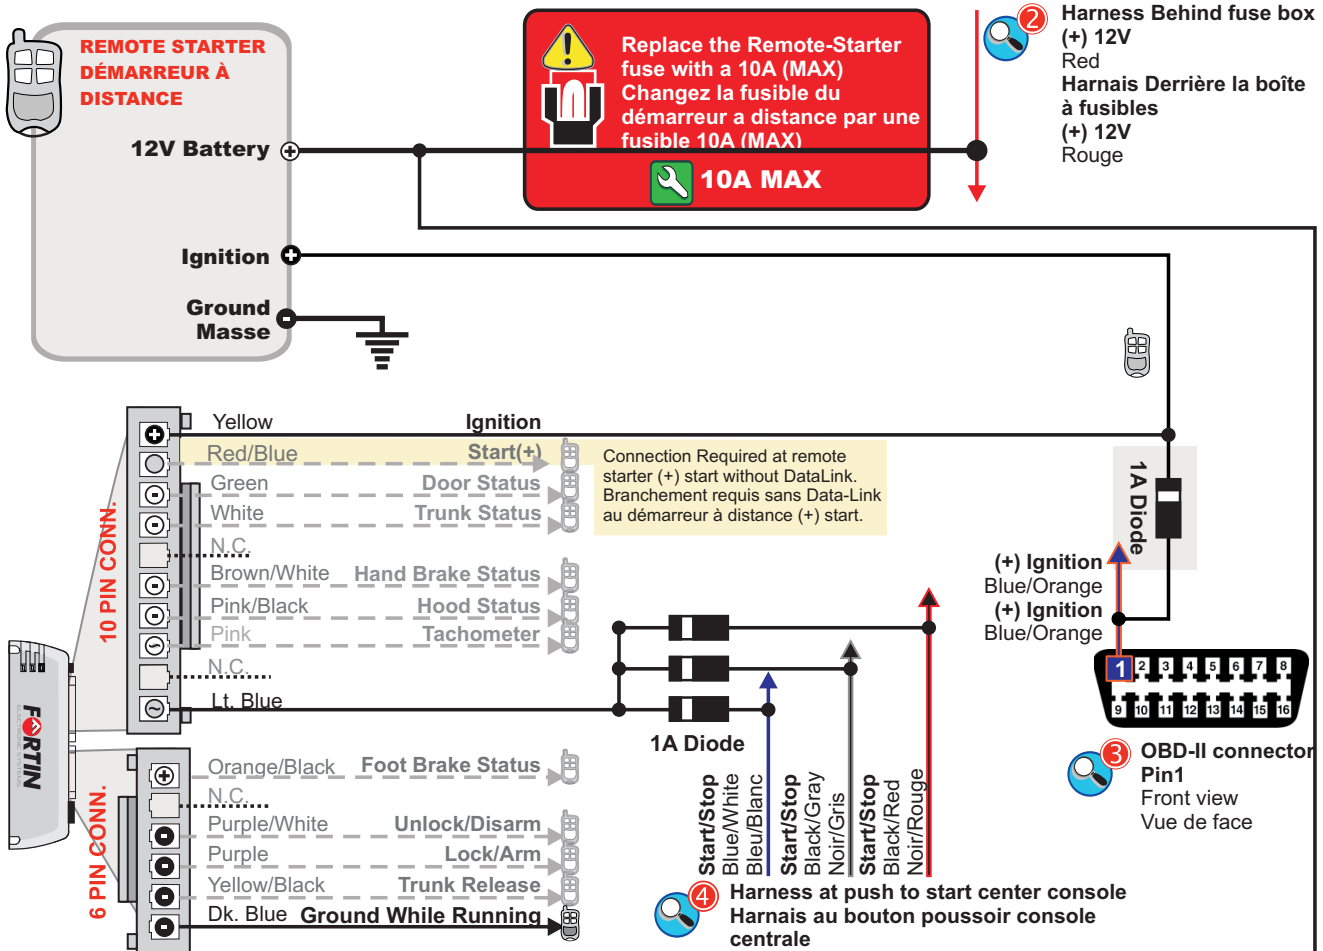 REMOTE STARTER
DÉMARREUR À
DISTANCE
12V Battery
Ignition
Ground
Masse
Replace the Remote-Starter
fuse with a 10A (MAX)
Changez la fusible du
démarreur a distance par une
fusible 10A (MAX)
10A MAX
2
Harness Behind fuse box
(+) 12V
Red
Harnais Derrière la boîte
à fusibles
(+) 12V
Rouge
10 PIN CONN.
Yellow Ignition
Red/Blue Start(+)
Green Door Status
White Trunk Status
N.C.
Brown/White Hand Brake Status
Pink/Black Hood Status
Pink Tachometer
N.C.
Lt. Blue
Connection Required at remote
starter (+) start without DataLink.
Branchement requis sans Data-Link
au démarreur à distance (+) start.
1A Diode
(+) Ignition
Blue/Orange
(+) Ignition
Blue/Orange
1 2 3 4 5 6 7 8
9 10 11 12 13 14 15 16
3
OBD-II connector
Pin1
Front view
Vue de face
FORTIN
ELECTRONIC SYSTEMS
6 PIN CONN.
Orange/Black Foot Brake Status
N.C.
Purple/White Unlock/Disarm
Purple Lock/Arm
Yellow/Black Trunk Release
Dk. Blue Ground While Running
1A Diode
Start/Stop
Blue/White
Bleu/Blanc
Start/Stop
Black/Gray
Noir/Gris
Start/Stop
Black/Red
Noir/Rouge
4
Harness at push to start center console
Harnais au bouton poussoir console
centrale